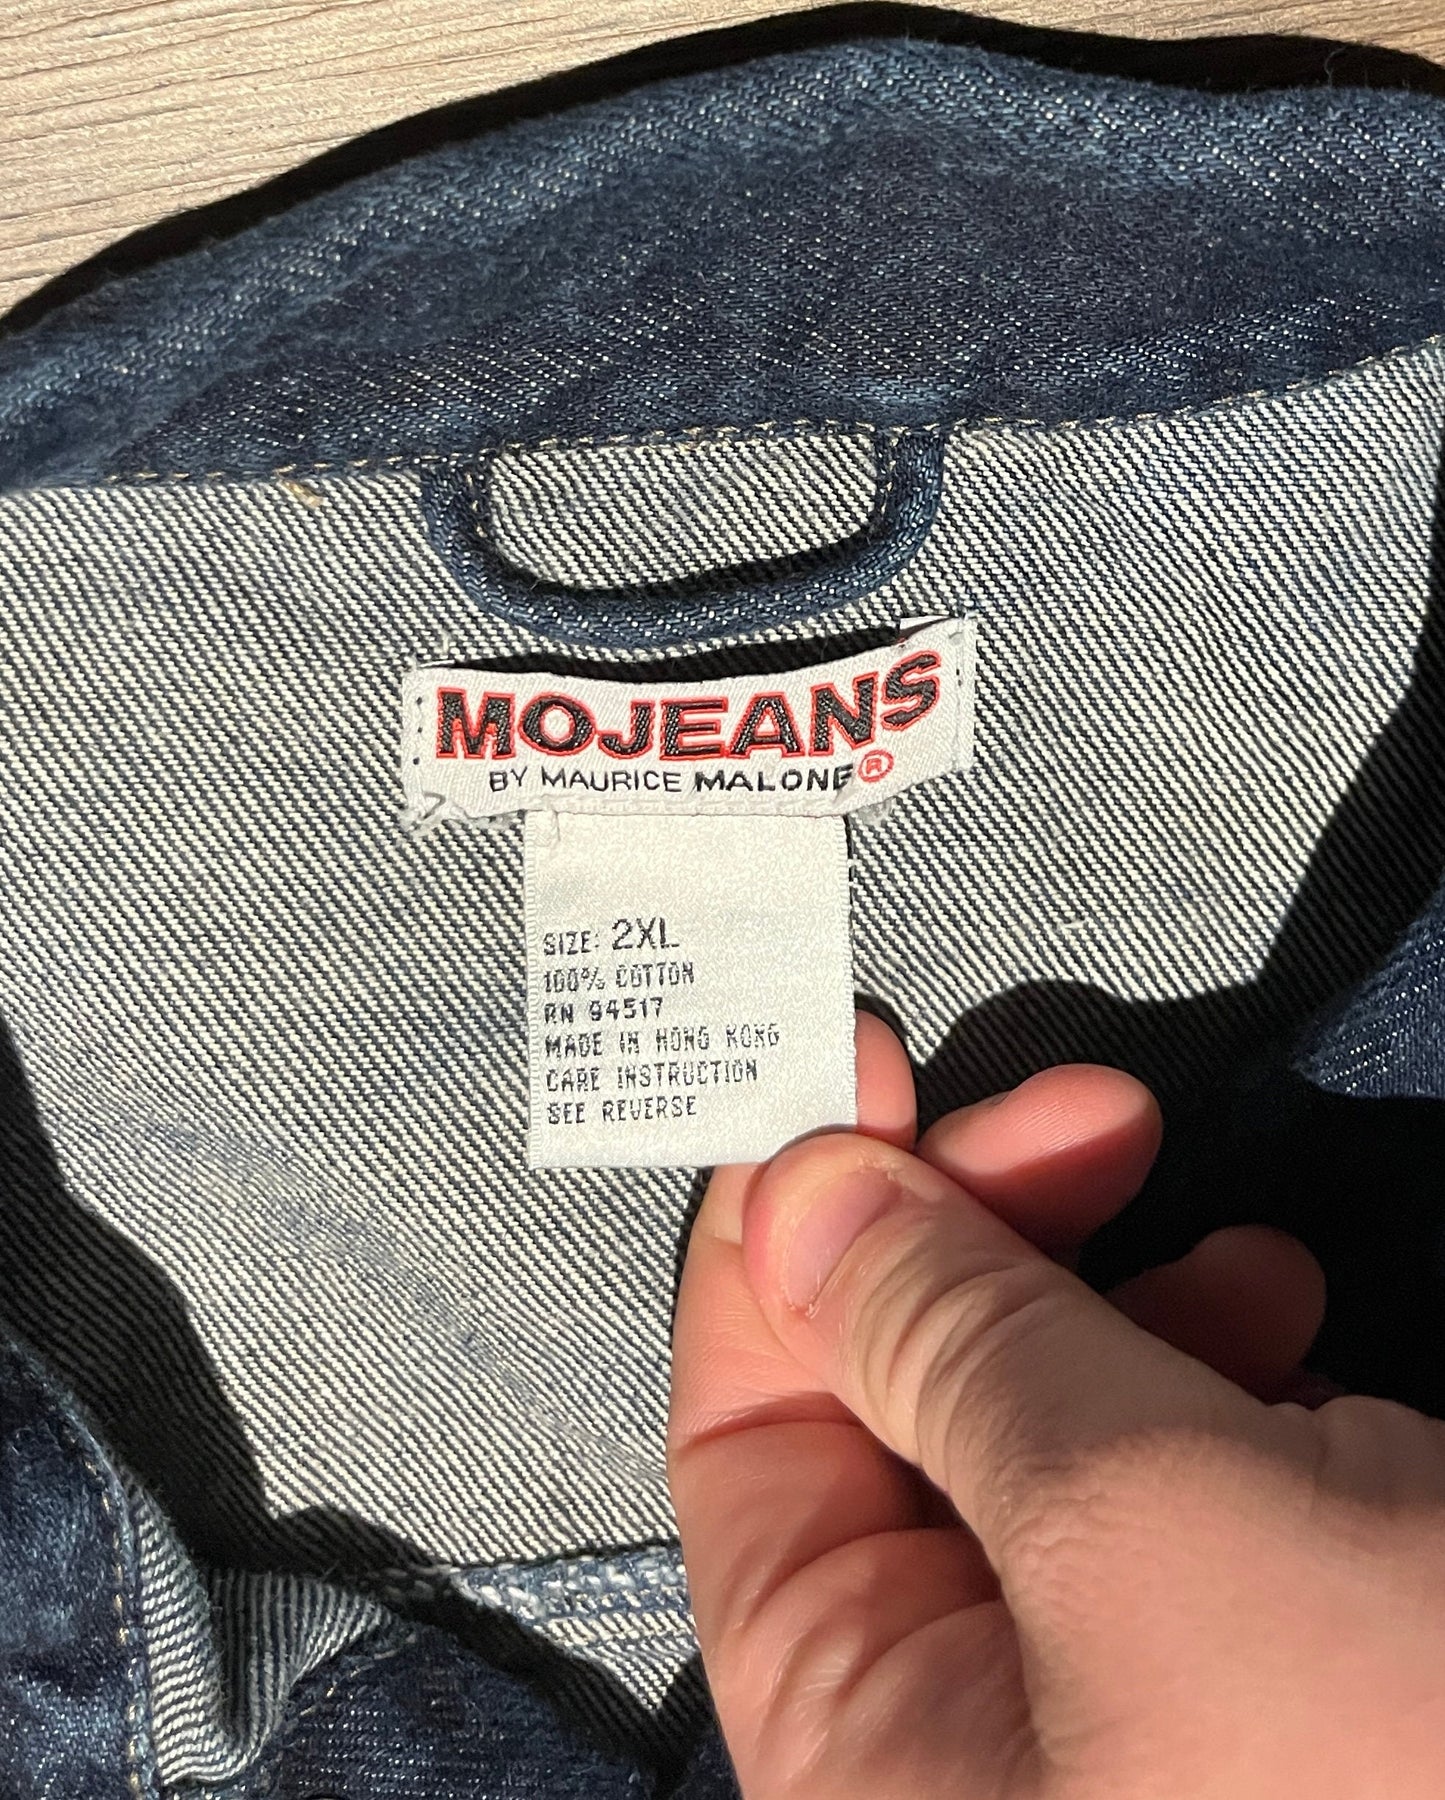 MOJEANS
BY MAURICE MALONE®
SIZE: 2XL
100% COTTON
RN 94517
MADE IN HONG KONG
CARE INSTRUCTION
SEE REVERSE